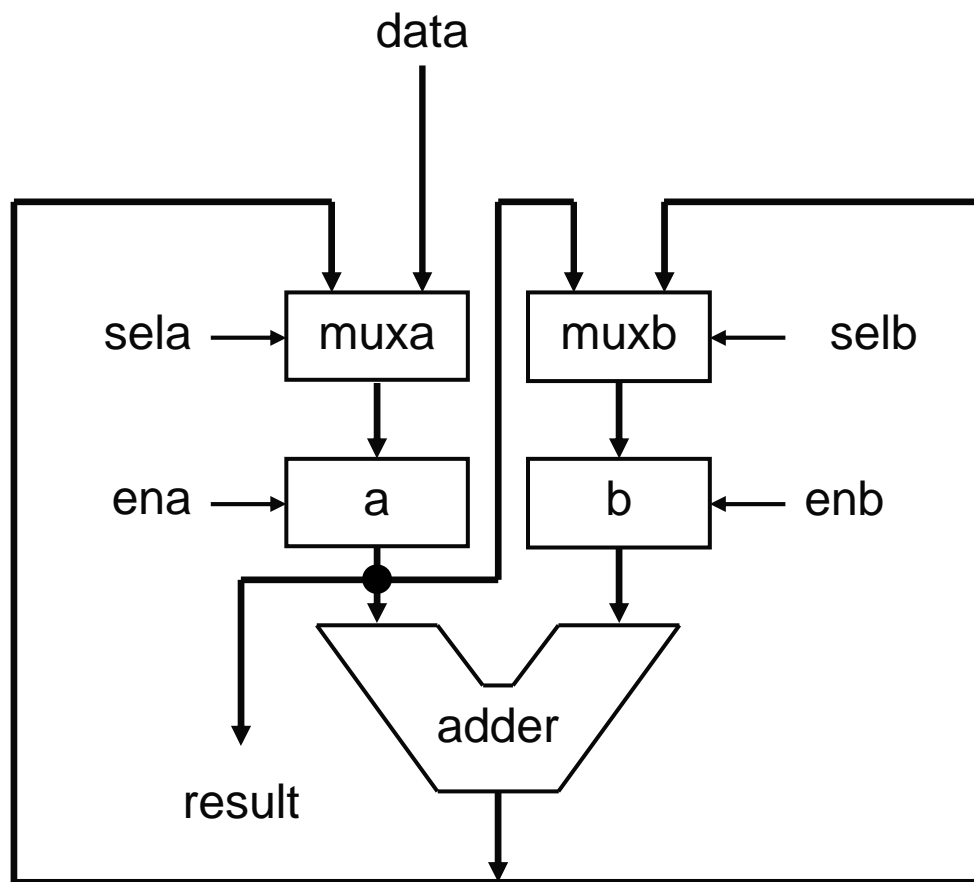 data
sela
muxa
muxb
selb
ena
a
b
enb
adder
result